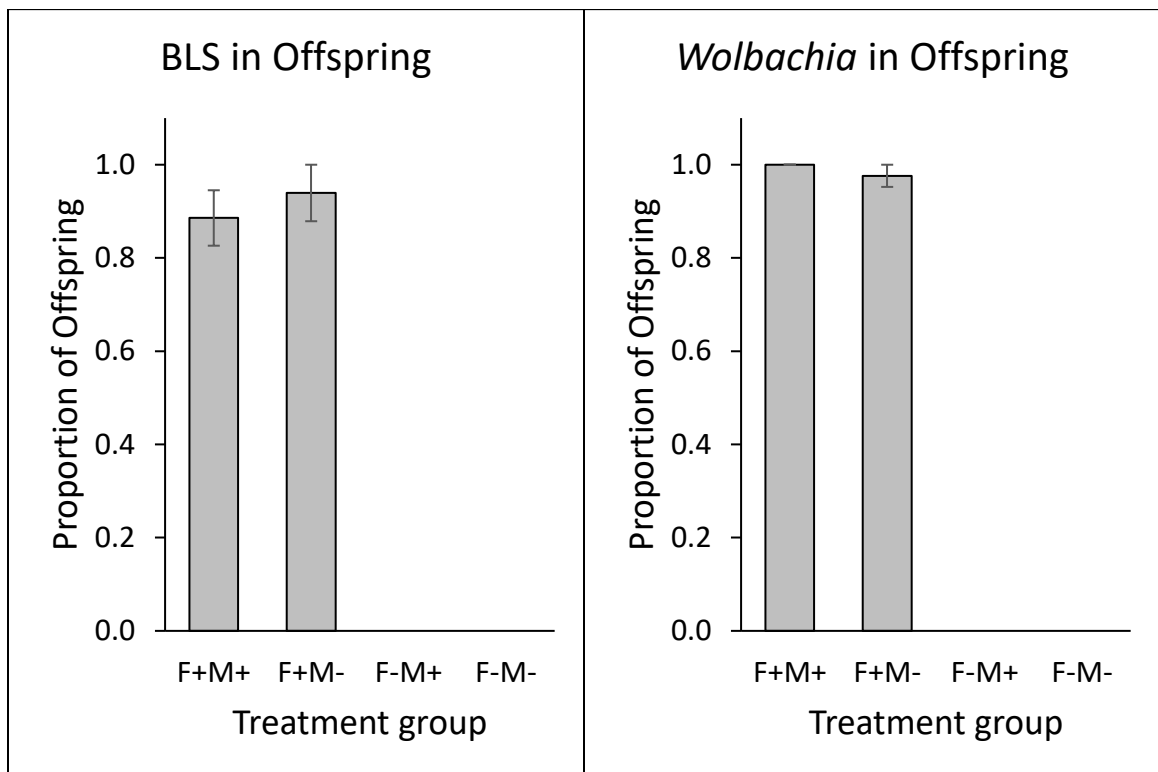 BLS in Offspring
Proportion of Offspring
1.0
0.8
0.6
0.4
0.2
0.0
F+M+ F+M- F-M+ F-M-
Treatment group
Wolbachia in Offspring
Proportion of Offspring
1.0
0.8
0.6
0.4
0.2
0.0
F+M+ F+M- F-M+ F-M-
Treatment group